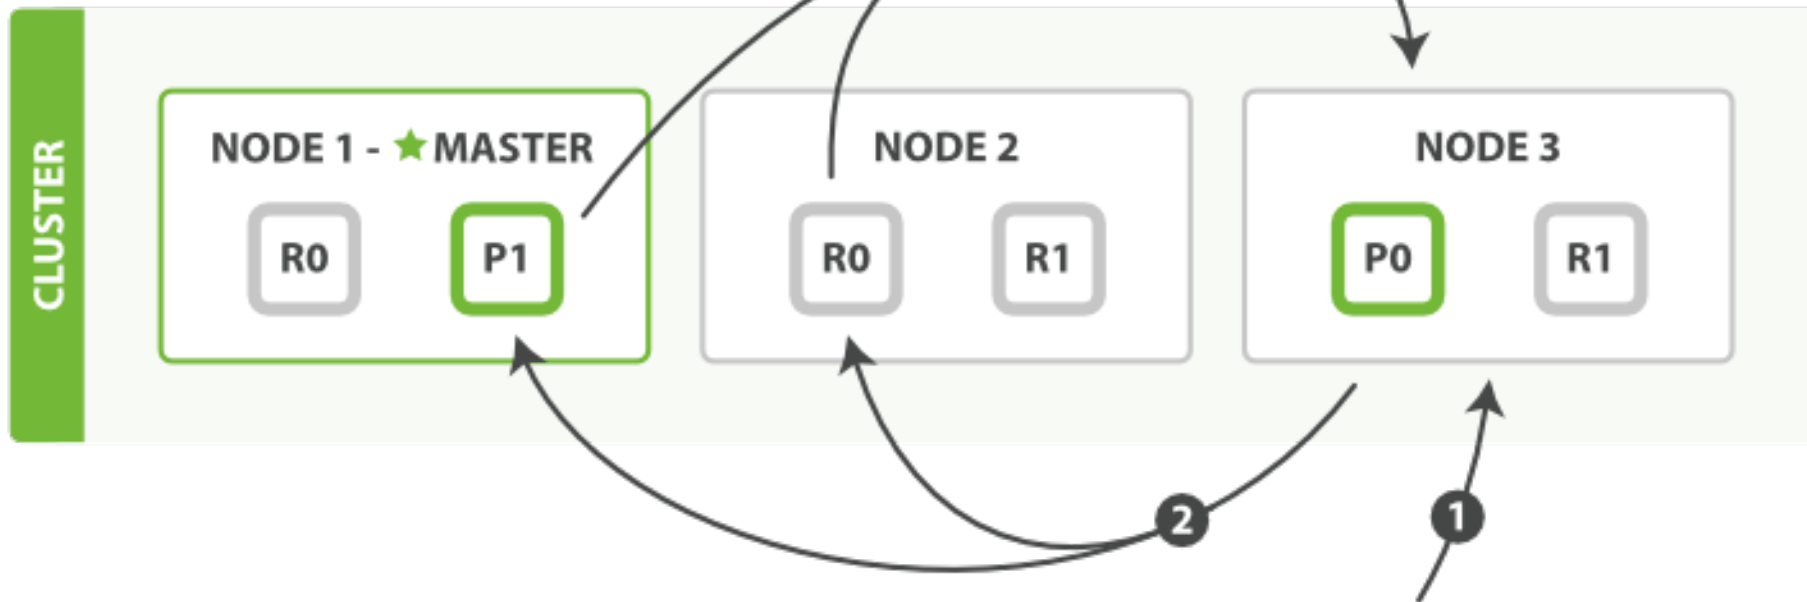 CLUSTER
NODE 1 - ★ MASTER
R0
P1
NODE 2
R0
R1
NODE 3
P0
R1
2
1